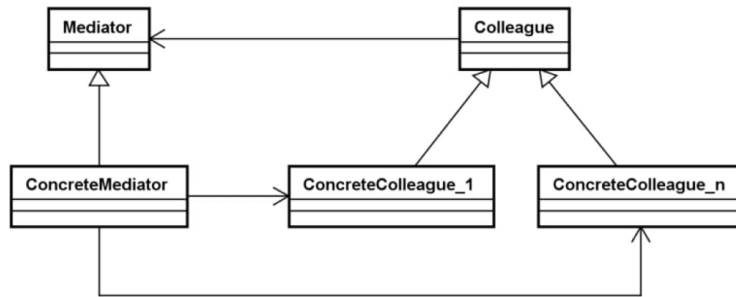 Mediator
Colleague
ConcreteMediator
ConcreteColleague_1
ConcreteColleague_n